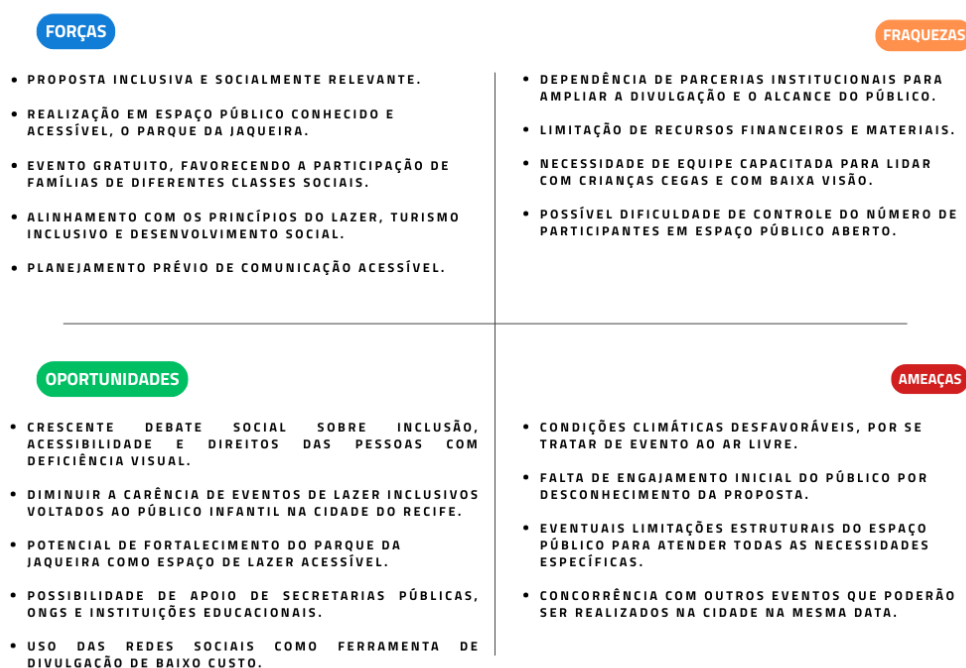 FORÇAS
• PROPOSTA INCLUSIVA E SOCIALMENTE RELEVANTE.
• REALIZAÇÃO EM ESPAÇO PÚBLICO CONHECIDO E
ACESSÍVEL, O PARQUE DA JAQUEIRA.
• EVENTO GRATUITO, FAVORECENDO A PARTICIPAÇÃO DE
FAMÍLIAS DE DIFERENTES CLASSES SOCIAIS.
• ALINHAMENTO COM OS PRINCÍPIOS DO LAZER, TURISMO
INCLUSIVO E DESENVOLVIMENTO SOCIAL.
• PLANEJAMENTO PRÉVIO DE COMUNICAÇÃO ACESSÍVEL.
FRAQUEZAS
• DEPENDÊNCIA DE PARCERIAS INSTITUCIONAIS PARA
AMPLIAR A DIVULGAÇÃO E O ALCANCE DO PÚBLICO.
• LIMITAÇÃO DE RECURSOS FINANCEIROS E MATERIAIS.
• NECESSIDADE DE EQUIPE CAPACITADA PARA LIDAR
COM CRIANÇAS CEGAS E COM BAIXA VISÃO.
• POSSÍVEL DIFICULDADE DE CONTROLE DO NÚMERO DE
PARTICIPANTES EM ESPAÇO PÚBLICO ABERTO.
OPORTUNIDADES
• CRESCENTE DEBATE SOCIAL SOBRE INCLUSÃO,
ACESSIBILIDADE E DIREITOS DAS PESSOAS COM
DEFICIÊNCIA VISUAL.
• DIMINUIR A CARÊNCIA DE EVENTOS DE LAZER INCLUSIVOS
VOLTADOS AO PÚBLICO INFANTIL NA CIDADE DO RECIFE.
• POTENCIAL DE FORTALECIMENTO DO PARQUE DA
JAQUEIRA COMO ESPAÇO DE LAZER ACESSÍVEL.
• POSSIBILIDADE DE APOIO DE SECRETARIAS PÚBLICAS,
ONGS E INSTITUIÇÕES EDUCACIONAIS.
• USO DAS REDES SOCIAIS COMO FERRAMENTA DE
DIVULGAÇÃO DE BAIXO CUSTO.
AMEAÇAS
• CONDIÇÕES CLIMÁTICAS DESFAVORÁVEIS, POR SE
TRATAR DE EVENTO AO AR LIVRE.
• FALTA DE ENGAJAMENTO INICIAL DO PÚBLICO POR
DESCONHECIMENTO DA PROPOSTA.
• EVENTUAIS LIMITAÇÕES ESTRUTURAIS DO ESPAÇO
PÚBLICO PARA ATENDER TODAS AS NECESSIDADES
ESPECÍFICAS.
• CONCORRÊNCIA COM OUTROS EVENTOS QUE PODERÃO
SER REALIZADOS NA CIDADE NA MESMA DATA.